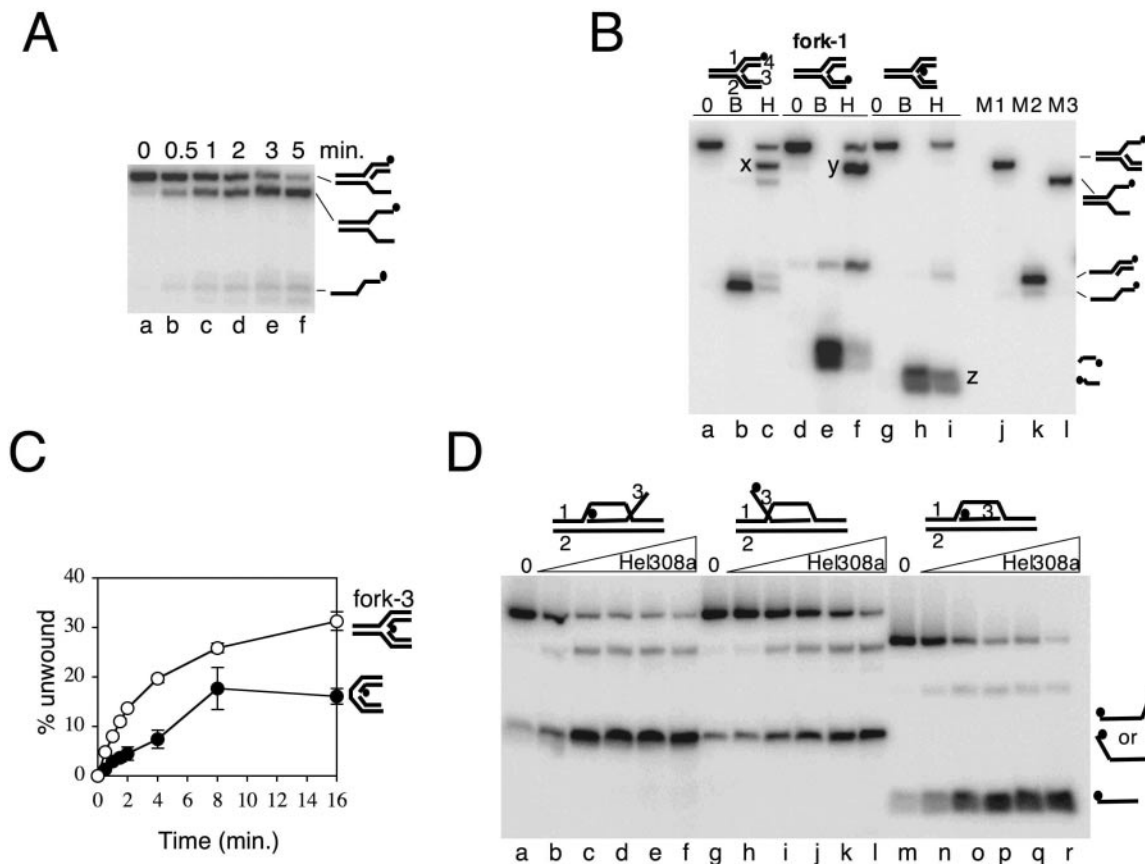 A
0 0.5 1 2 3 5 min.
a b c d e f
B
fork-1
1 4
2 3
0 B H 0 B H 0 B H M1 M2 M3
x y
z
a b c d e f g h i j k l
C
40
30
20
10
0
% unwound
0 2 4 6 8 10 12 14 16
Time (min.)
fork-3
D
1 3 2
3 1 2
1 3 2
0 Hel308a 0 Hel308a 0 Hel308a
or
a b c d e f g h i j k l m n o p q r